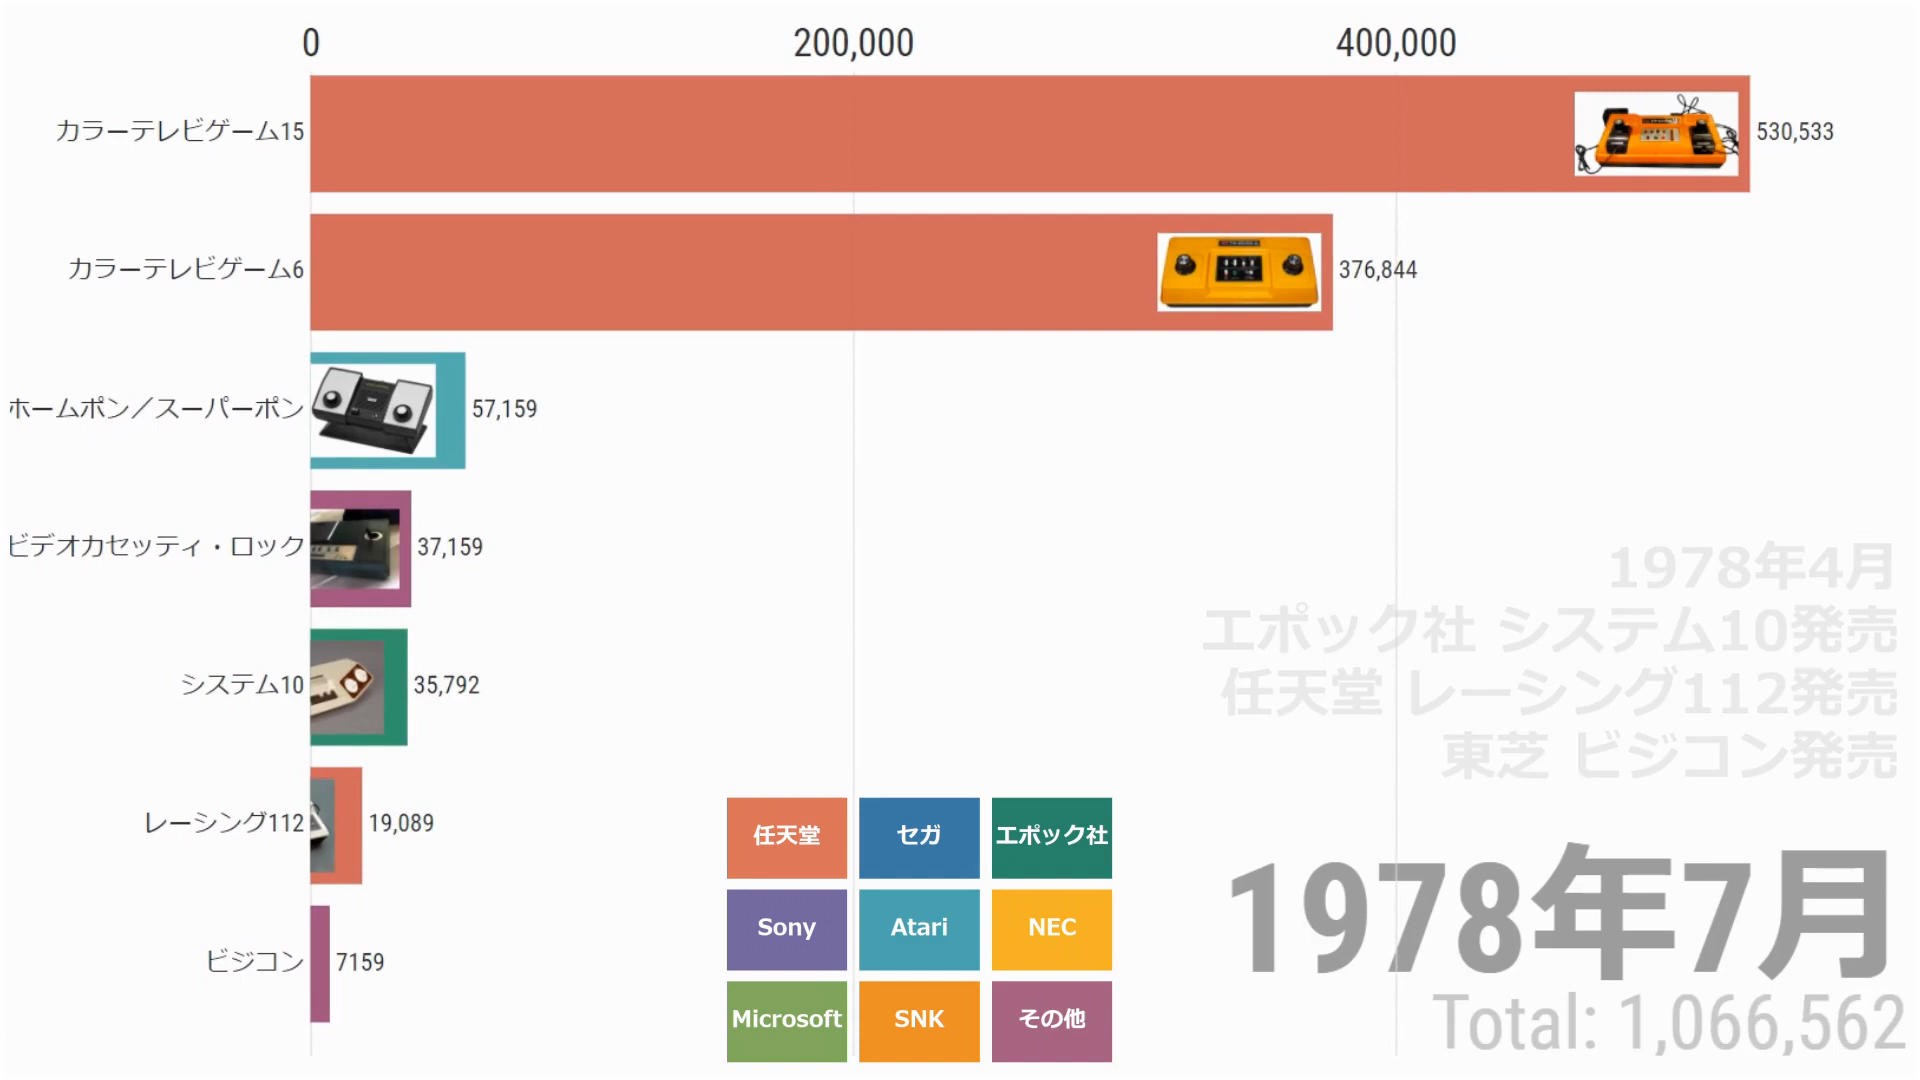 0
200,000
400,000
カラーテレビゲーム15
530,533
カラーテレビゲーム6
376,844
ホームポン／スーパーポン
57,159
ビデオカセッティ・ロック
37,159
システム10
35,792
レーシング112
19,089
ビジコン
7159
1978年4月
エポック社 システム10発売
任天堂 レーシング112発売
東芝 ビジコン発売
任天堂
セガ
エポック社
Sony
Atari
NEC
Microsoft
SNK
その他
1978年7月
Total: 1,066,562